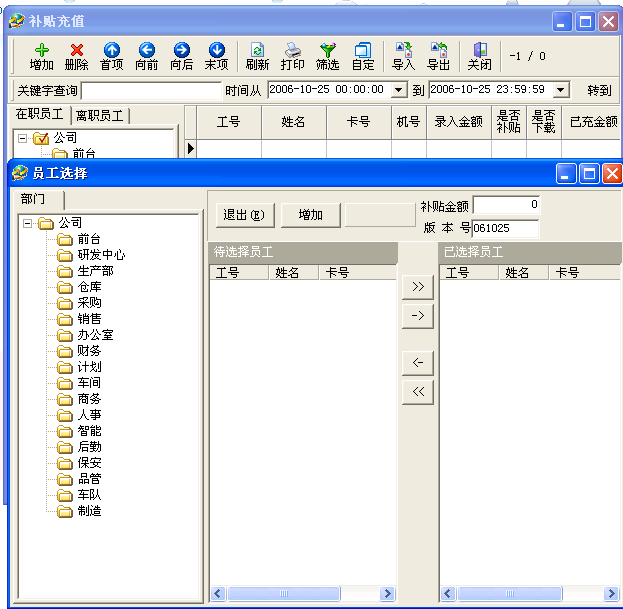 补贴充值
增加 删除 首项 向前 向后 末项 刷新 打印 筛选 自定 导入 导出 关闭 -1 / 0
关键字查询 时间从 2006-10-25 00:00:00 到 2006-10-25 23:59:59 转到
在职员工 离职员工
工号 姓名 卡号 机号 录入金额 是否补贴 是否下载 已充金额
公司
前台
员工选择
部门
退出(E) 增加 补贴金额 0
版 本 号 061025
公司
前台
研发中心
生产部
仓库
采购
销售
办公室
财务
计划
车间
商务
人事
智能
后勤
保安
品管
车队
制造
待选择员工
工号 姓名 卡号
>>
->
<-
<<
已选择员工
工号 姓名 卡号